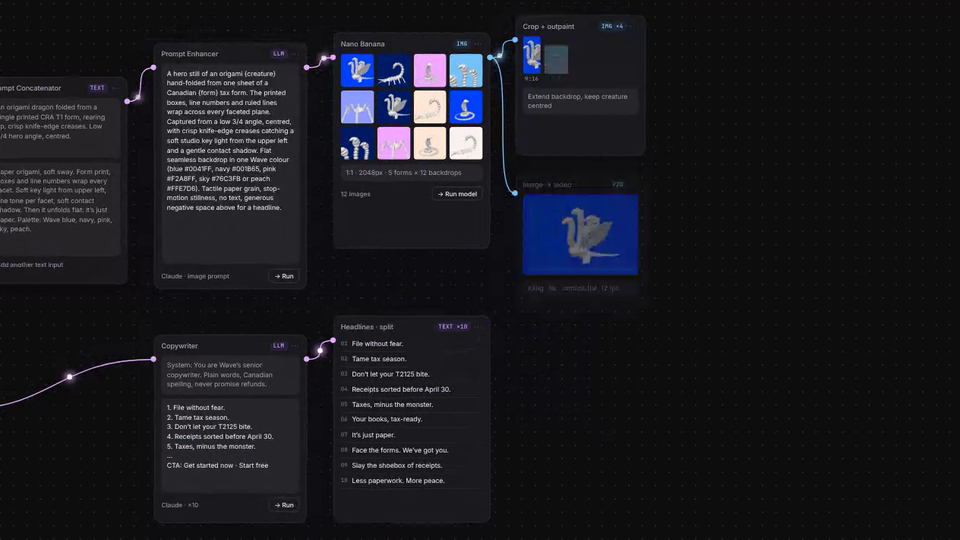 mpt Concatenator
TEXT
n origami dragon folded from a
ingle printed CRA T1 form, ruled
p, crisp knife-edge creases. Low
/4 hero angle, centred.
aper origami, soft sway. Form print,
oxes and line numbers wrap every
acet. Soft key light from upper left,
ne tone per facet, soft contact
hadow. Then it unfolds flat: it's just
aper. Palette: Wave blue, navy, pink,
ky, peach.
dd another text input
Prompt Enhancer
LLM
A hero still of an origami {creature}
hand-folded from one sheet of a
Canadian {form} tax form. The printed
boxes, line numbers and ruled lines
wrap across every faceted plane.
Captured from a low 3/4 angle, centred,
with crisp knife-edge creases catching a
soft studio key light from the upper left
and a gentle contact shadow. Flat
seamless backdrop in one Wave colour
(blue #0041FF, navy #001B65, pink
#F2A8FF, sky #76C3FB or peach
#FFE7D6). Tactile paper grain, stop-
motion stillness, no text, generous
negative space above for a headline.
Claude · image prompt
→ Run
Nano Banana
IMG
1:1 · 2048px · 5 forms × 12 backdrops
12 images
→ Run model
Crop + outpaint
IMG ×4
9:16
Extend backdrop, keep creature
centred
Image → video
Copywriter
LLM
System: You are Wave's senior
copywriter. Plain words, Canadian
spelling, never promise refunds.
1. File without fear.
2. Tame tax season.
3. Don't let your T2125 bite.
4. Receipts sorted before April 30.
5. Taxes, minus the monster.
...
CTA: Get started now · Start free
Claude · ×10
→ Run
Headlines · split
TEXT ×10
01 File without fear.
02 Tame tax season.
03 Don't let your T2125 bite.
04 Receipts sorted before April 30.
05 Taxes, minus the monster.
06 Your books, tax-ready.
07 It's just paper.
08 Face the forms. We've got you.
09 Slay the shoebox of receipts.
10 Less paperwork. More peace.